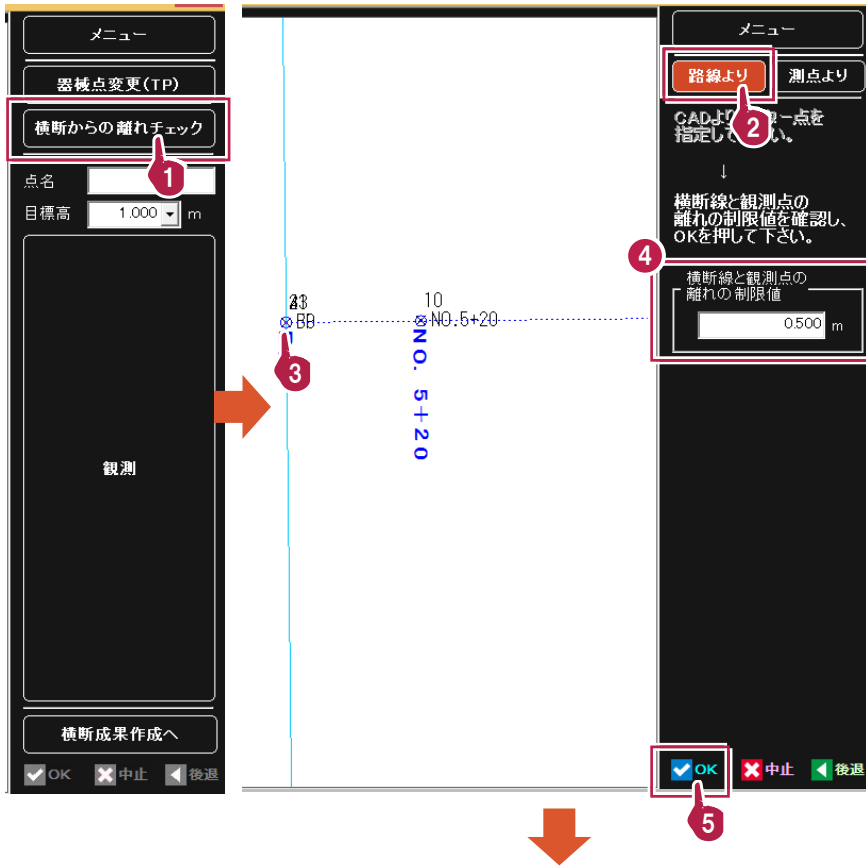 メニュー
器械点変更(TP)
横断からの離れチェック
1
点名
目標高
1.000
m
観測
横断成果作成へ
OK
中止
後退
10
NO.5+20
NO. 5+20
3
メニュー
路線より
測点より
2
CADより
点を
指定して
い。
↓
横断線と観測点の
離れの制限値を確認し、
OKを押して下さい。
4
横断線と観測点の
離れの制限値
0.500
m
OK
中止
後退
5